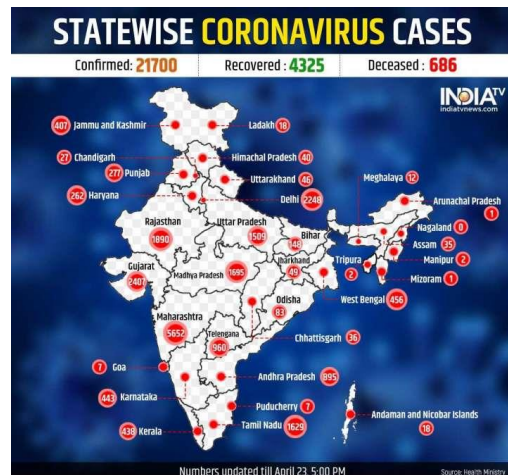 STATEWISE CORONAVIRUS CASES
Confirmed: 21700 Recovered : 4325 Deceased : 686
INDIATV
indiatvnews.com
407 Jammu and Kashmir
Ladakh 18
27 Chandigarh
Himachal Pradesh 40
277 Punjab
Uttarakhand 46
Meghalaya 12
262 Haryana
Delhi 2248
Arunachal Pradesh
1
Rajasthan
1890
Uttar Pradesh
1509
Bihar
148
Nagaland 0
Assam 35
Gujarat
2407
Madhya Pradesh 1695
Jharkhand
49
Tripura
2
Manipur 2
Mizoram 1
West Bengal 456
Odisha
83
Maharashtra
5652
Telengana
960
Chhattisgarh 36
7 Goa
Andhra Pradesh 895
443
Karnataka
Puducherry 7
438 Kerala
Tamil Nadu 1629
Andaman and Nicobar Islands
18
Numbers updated till April 23, 5:00 PM
Source: Health Ministry